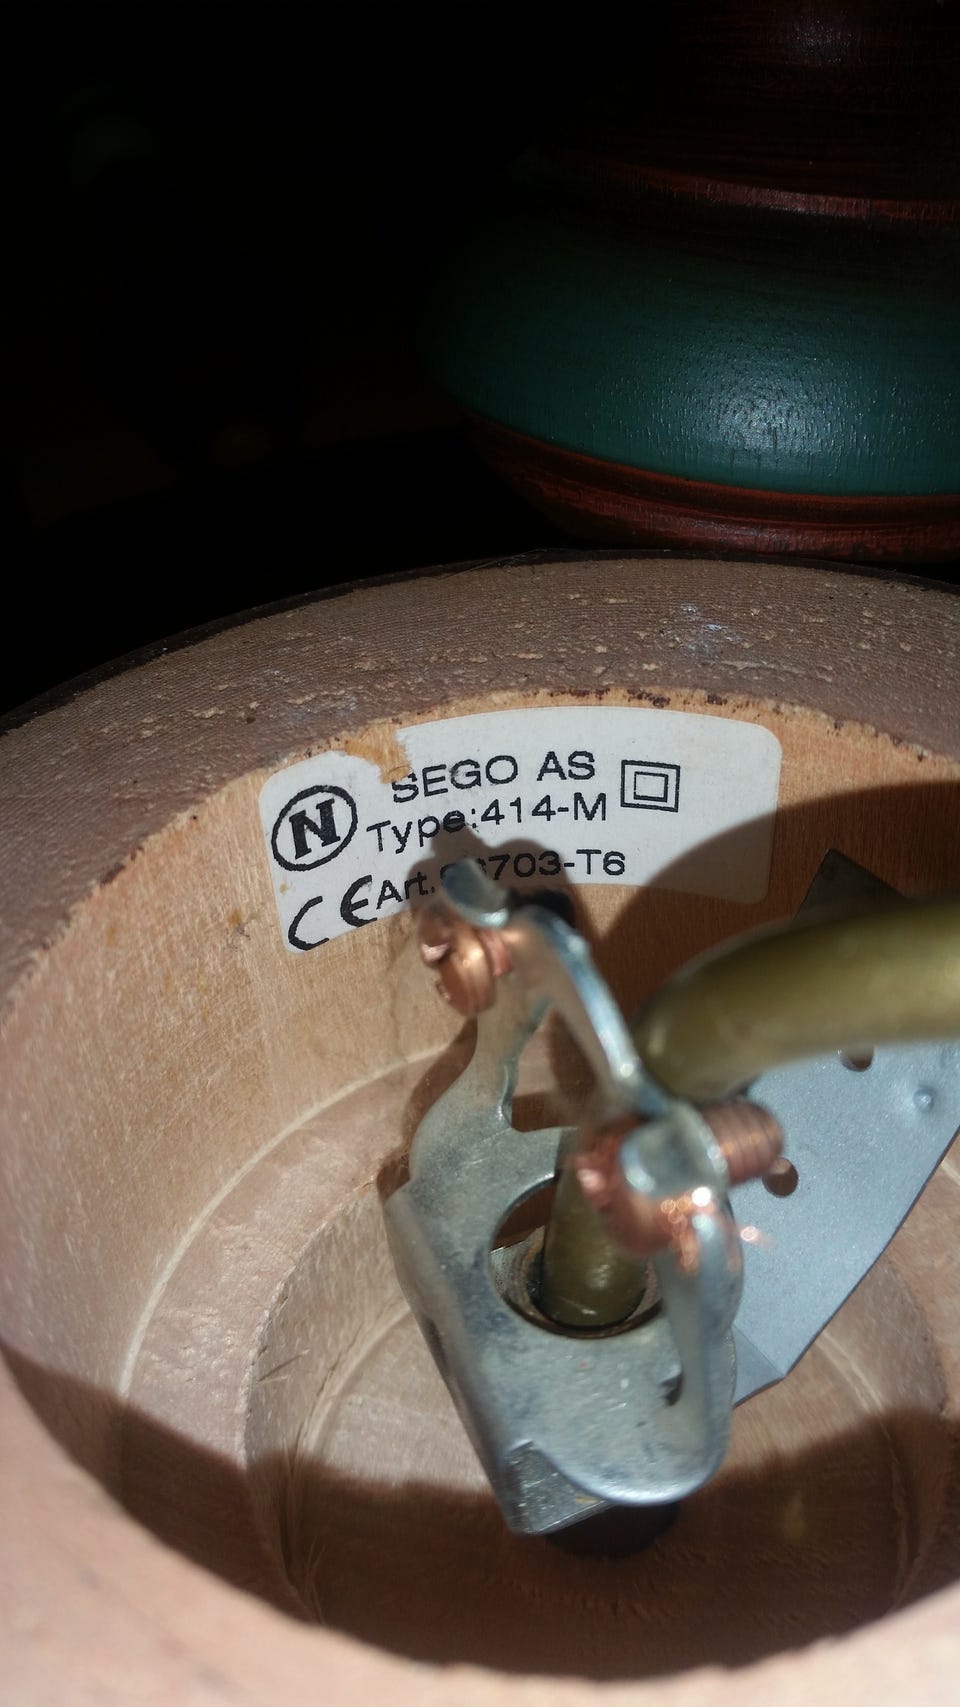 N SEGO AS
Type:414-M
CE Art.